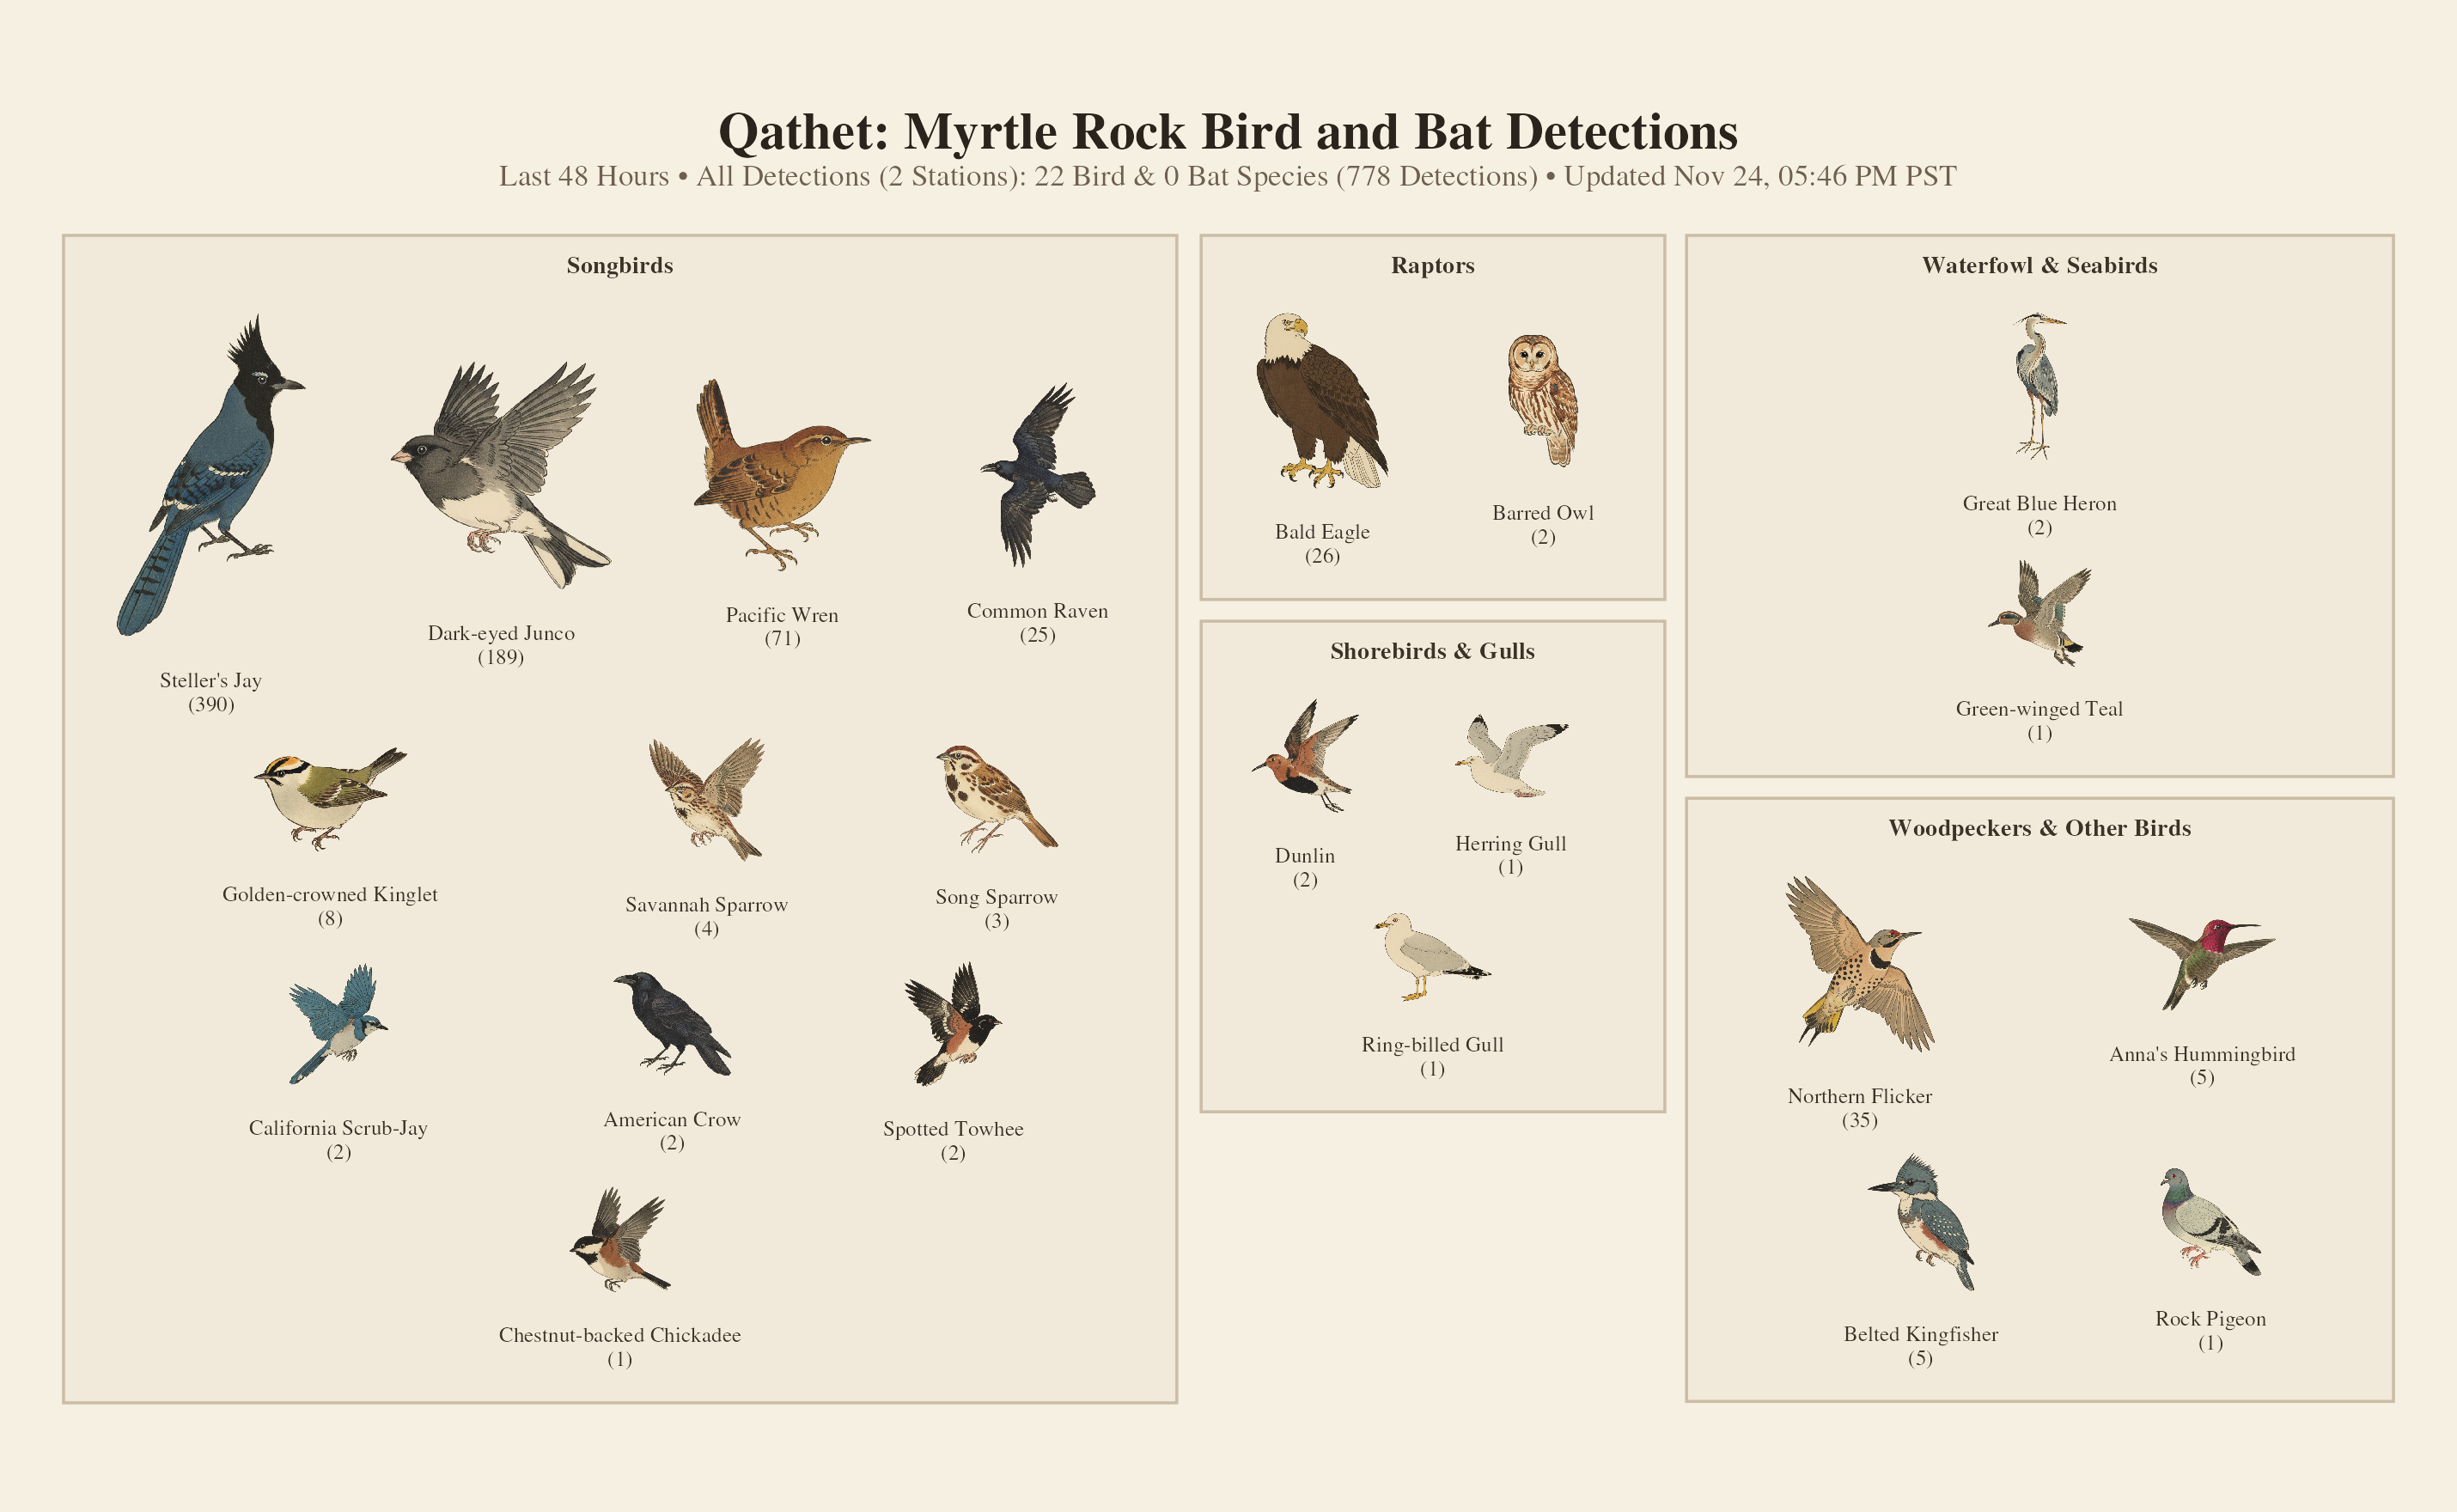 Qathet: Myrtle Rock Bird and Bat Detections
Last 48 Hours • All Detections (2 Stations): 22 Bird & 0 Bat Species (778 Detections) • Updated Nov 24, 05:46 PM PST
Songbirds
Steller's Jay
(390)
Dark-eyed Junco
(189)
Pacific Wren
(71)
Common Raven
(25)
Golden-crowned Kinglet
(8)
Savannah Sparrow
(4)
Song Sparrow
(3)
California Scrub-Jay
(2)
American Crow
(2)
Spotted Towhee
(2)
Chestnut-backed Chickadee
(1)
Raptors
Bald Eagle
(26)
Barred Owl
(2)
Shorebirds & Gulls
Dunlin
(2)
Herring Gull
(1)
Ring-billed Gull
(1)
Waterfowl & Seabirds
Great Blue Heron
(2)
Green-winged Teal
(1)
Woodpeckers & Other Birds
Northern Flicker
(35)
Anna's Hummingbird
(5)
Belted Kingfisher
(5)
Rock Pigeon
(1)